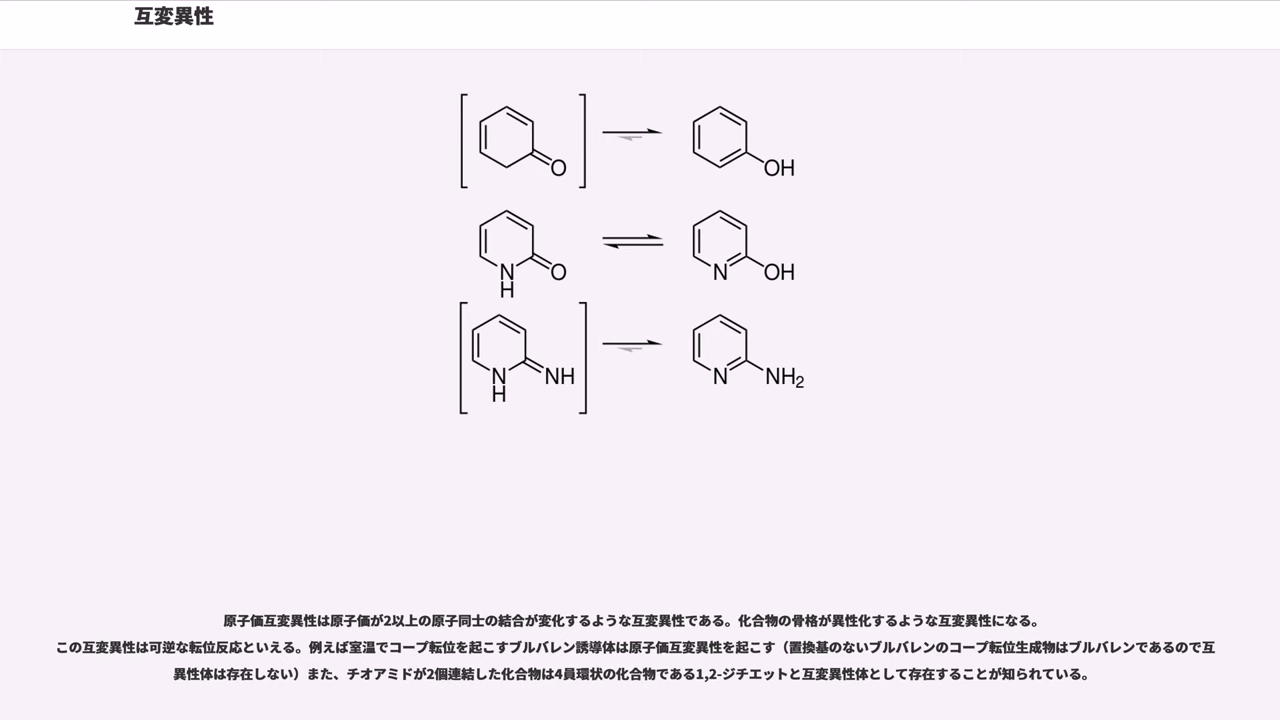 互変異性
O
OH
N
H
O
N
OH
N
H
NH
N
NH2
原子価互変異性は原子価が2以上の原子同士の結合が変化するような互変異性である。化合物の骨格が異性化するような互変異性になる。
この互変異性は可逆な転位反応といえる。例えば室温でコープ転位を起こすブルバレン誘導体は原子価互変異性を起こす（置換基のないブルバレンのコープ転位生成物はブルバレンであるので互
異性体は存在しない）また、チオアミドが2個連結した化合物は4員環状の化合物である1,2-ジチエットと互変異性体として存在することが知られている。